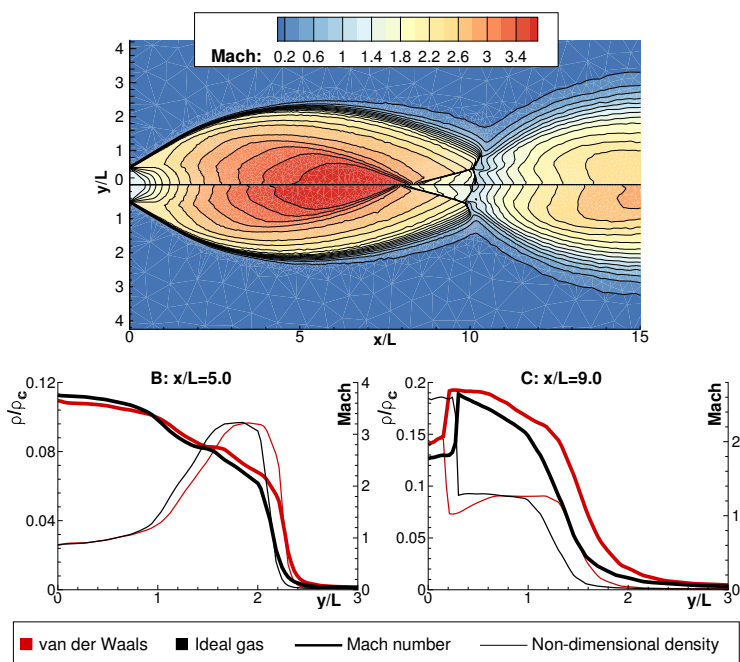 Mach: 0.2 0.6 1 1.4 1.8 2.2 2.6 3 3.4
y/L
4
3
2
1
0
1
2
3
4
0 5 10 15
x/L
B: x/L=5.0
ρ/ρc
0.12
0.08
0.04
0.00
Mach
4
3
2
1
0
0 1 2 3
y/L
C: x/L=9.0
ρ/ρc
0.2
0.15
0.1
0.05
0
Mach
2
1
0
0 1 2 3
y/L
van der Waals Ideal gas Mach number Non-dimensional density